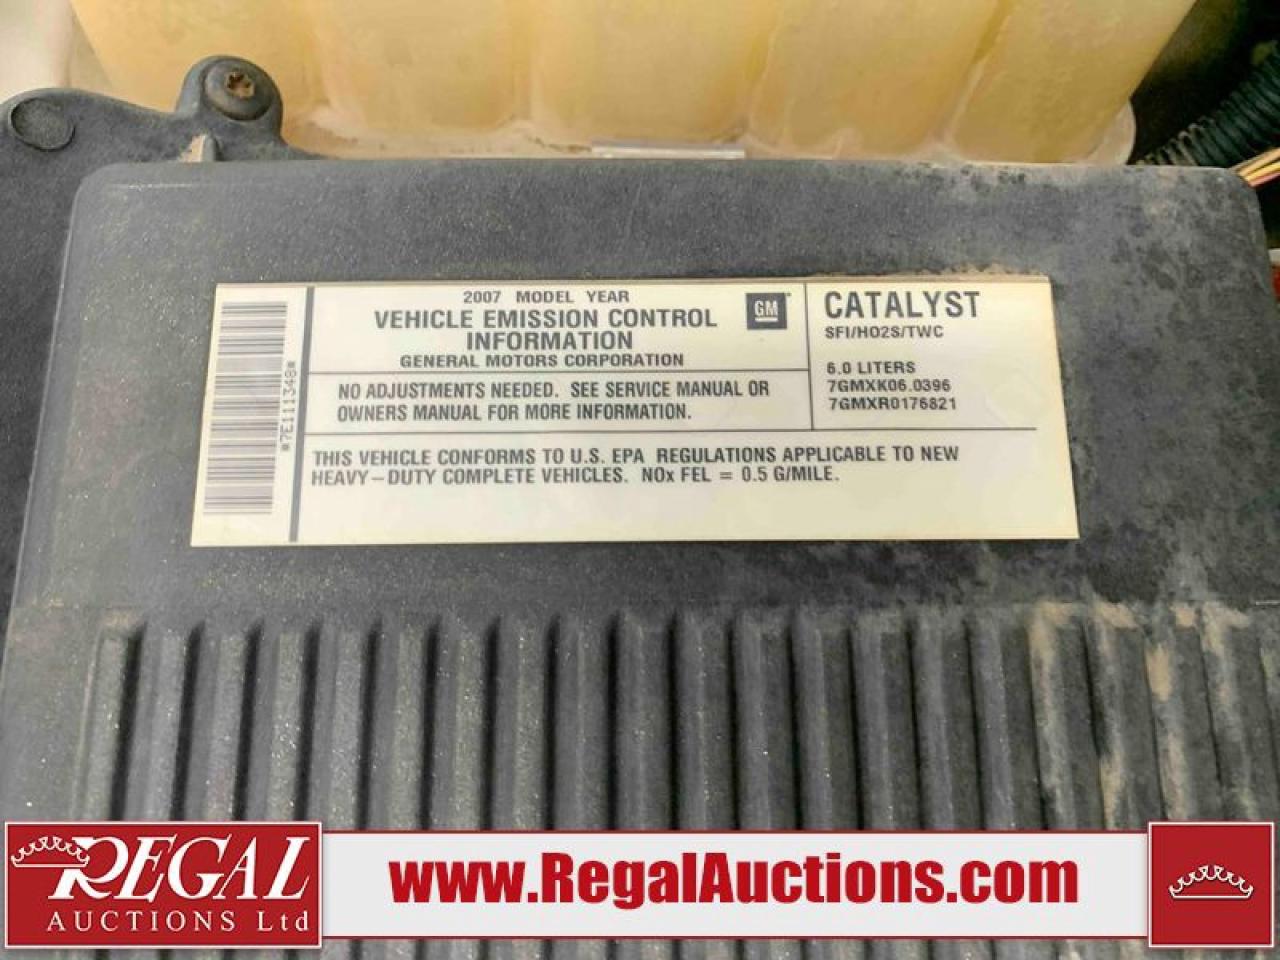 2007 MODEL YEAR
VEHICLE EMISSION CONTROL
INFORMATION
GENERAL MOTORS CORPORATION
GM
CATALYST
SFI/HO2S/TWC
6.0 LITERS
7GMXK06.0396
7GMXR0176821
NO ADJUSTMENTS NEEDED. SEE SERVICE MANUAL OR
OWNERS MANUAL FOR MORE INFORMATION.
THIS VEHICLE CONFORMS TO U.S. EPA REGULATIONS APPLICABLE TO NEW
HEAVY-DUTY COMPLETE VEHICLES. NOx FEL = 0.5 G/MILE.
*7E111348*
REGAL
AUCTIONS Ltd
www.RegalAuctions.com